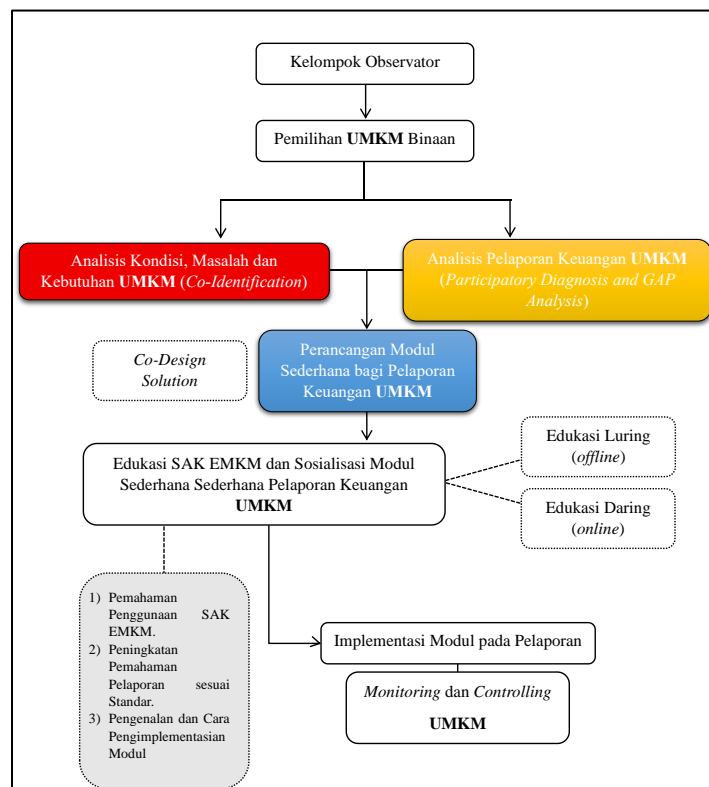 Kelompok Observator
Pemilihan UMKM Binaan
Analisis Kondisi, Masalah dan
Kebutuhan UMKM (Co-Identification)
Analisis Pelaporan Keuangan UMKM
(Participatory Diagnosis and GAP
Analysis)
Co-Design
Solution
Perancangan Modul
Sederhana bagi Pelaporan
Keuangan UMKM
Edukasi SAK EMKM dan Sosialisasi Modul
Sederhana Sederhana Pelaporan Keuangan
UMKM
Edukasi Luring
(offline)
Edukasi Daring
(online)
1) Pemahaman
Penggunaan SAK
EMKM.
2) Peningkatan
Pemahaman
Pelaporan sesuai
Standar.
3) Pengenalan dan Cara
Pengimplementasian
Modul
Implementasi Modul pada Pelaporan
Monitoring dan Controlling
UMKM